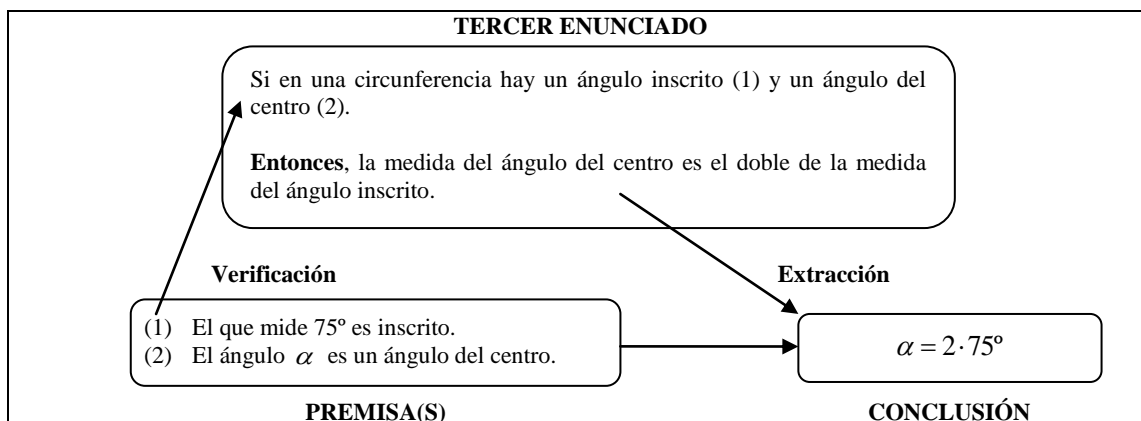 TERCER ENUNCIADO
Si en una circunferencia hay un ángulo inscrito (1) y un ángulo del
centro (2).
Entonces, la medida del ángulo del centro es el doble de la medida
del ángulo inscrito.
Verificación
Extracción
(1) El que mide 75º es inscrito.
(2) El ángulo α es un ángulo del centro.
α = 2·75º
PREMISA(S)
CONCLUSIÓN